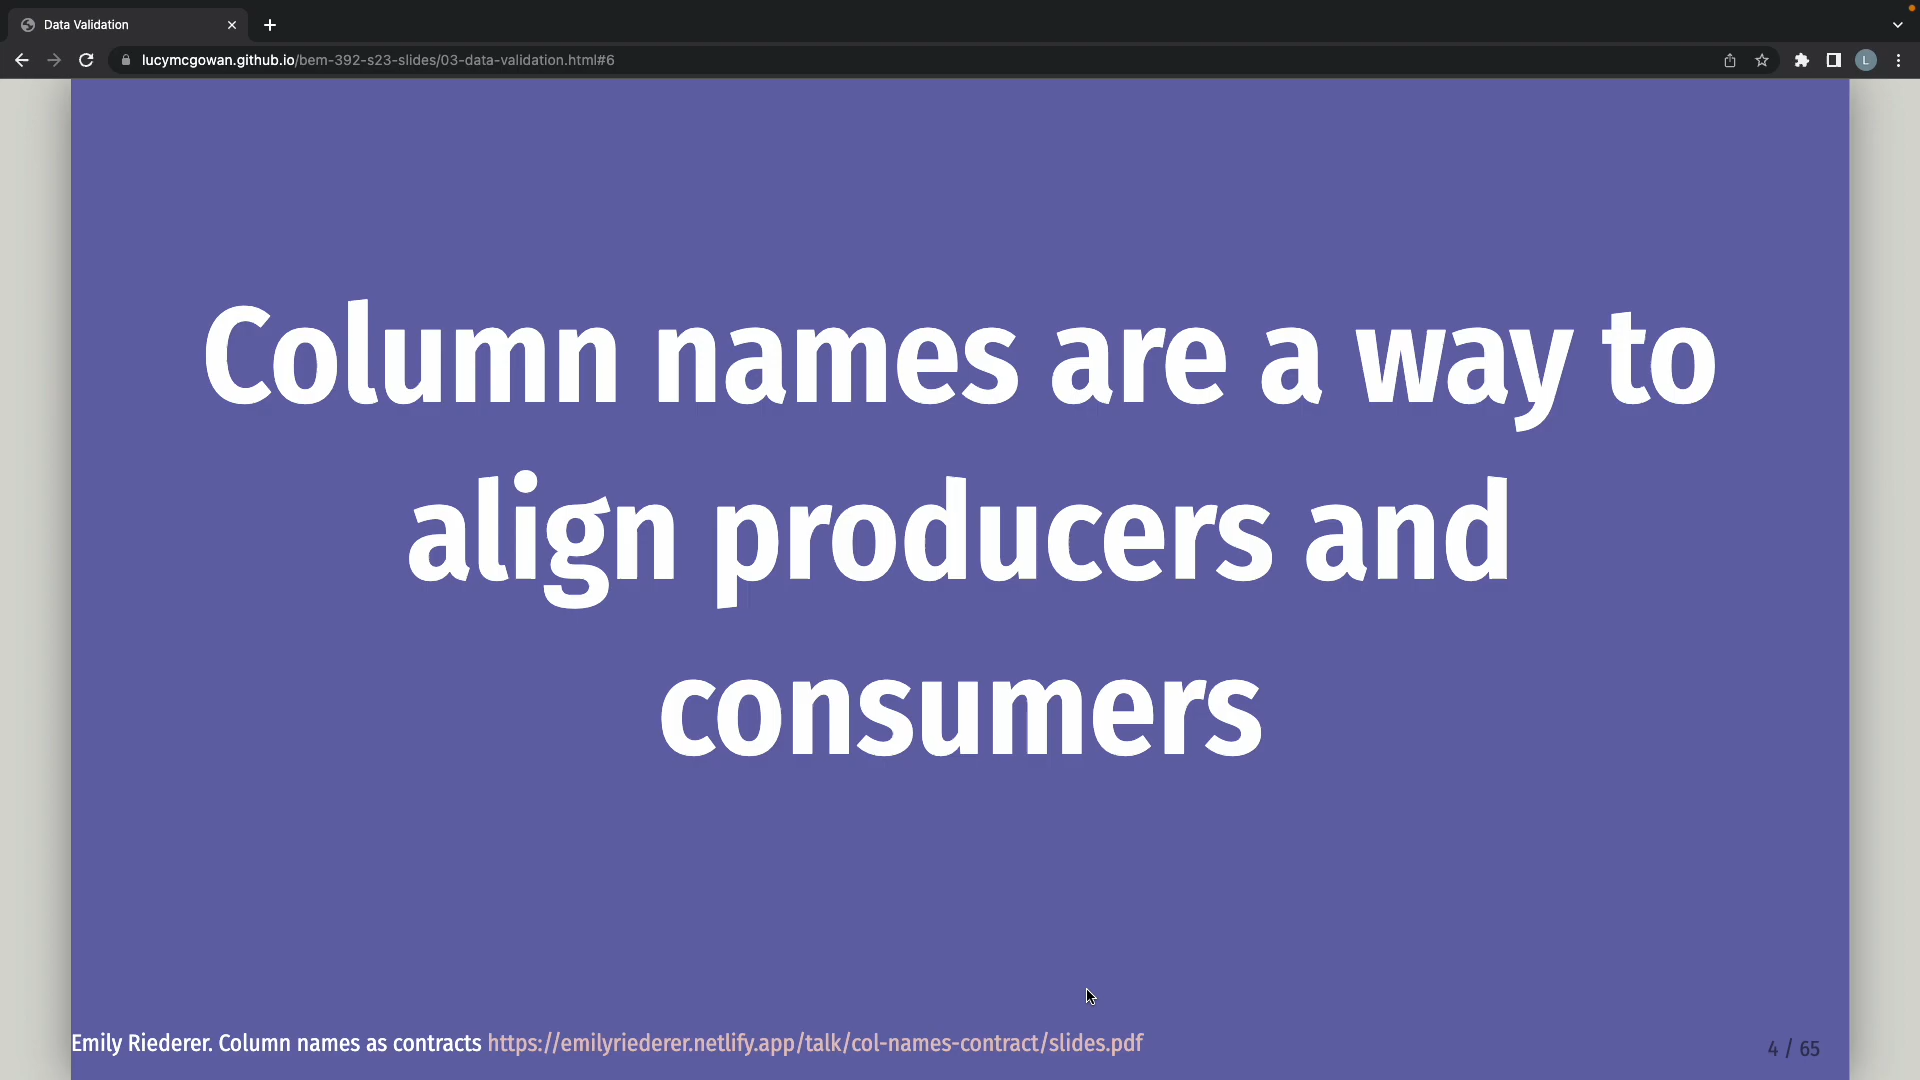 Data Validation
lucymcgowan.github.io/bem-392-s23-slides/03-data-validation.html#6
L
Column names are a way to
align producers and
consumers
Emily Riederer. Column names as contracts https://emilyriederer.netlify.app/talk/col-names-contract/slides.pdf
4 / 65